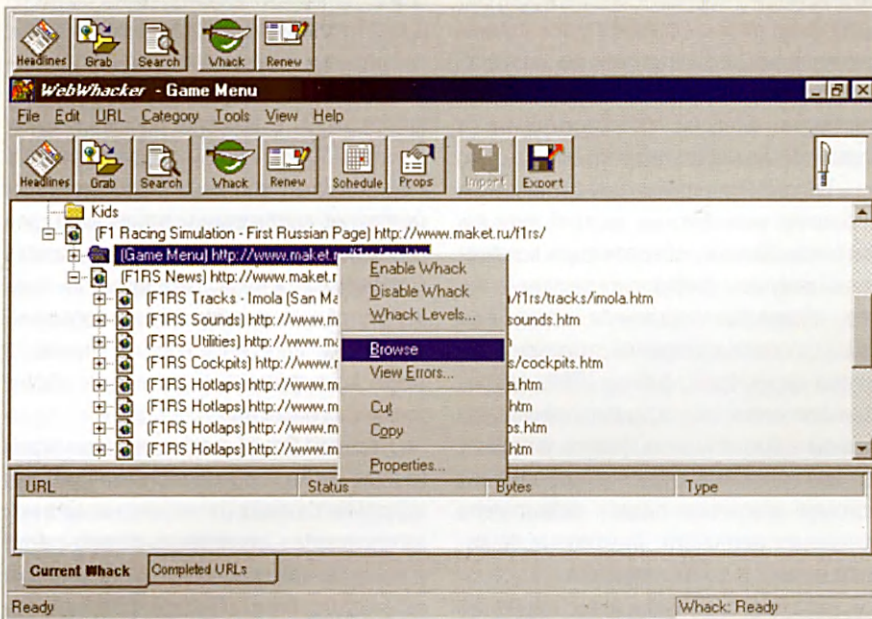 Headlines Grab Search Whack Renew
WebWhacker - Game Menu
File Edit URL Category Tools View Help
Headlines Grab Search Whack Renew Schedule Props Import Export
Kids
(F1 Racing Simulation - First Russian Page) http://www.maket.ru/f1rs/
(Game Menu) http://www.maket.
(F1RS News) http://www.maket.r
(F1RS Tracks - Imola (San Ma /f1rs/tracks/imola.htm
(F1RS Sounds) http://www.m sounds.htm
(F1RS Utilities) http://www.ma
(F1RS Cockpits) http://www. s/cockpits.htm
(F1RS Hotlaps) http://www.m a.htm
(F1RS Hotlaps) http://www.m htm
(F1RS Hotlaps) http://www.m os.htm
(F1RS Hotlaps) http://www.m htm
Enable Whack
Disable Whack
Whack Levels...
Browse
View Errors...
Cut
Copy
Properties...
URL Status Bytes Type
Current Whack Completed URLs
Ready Whack: Ready